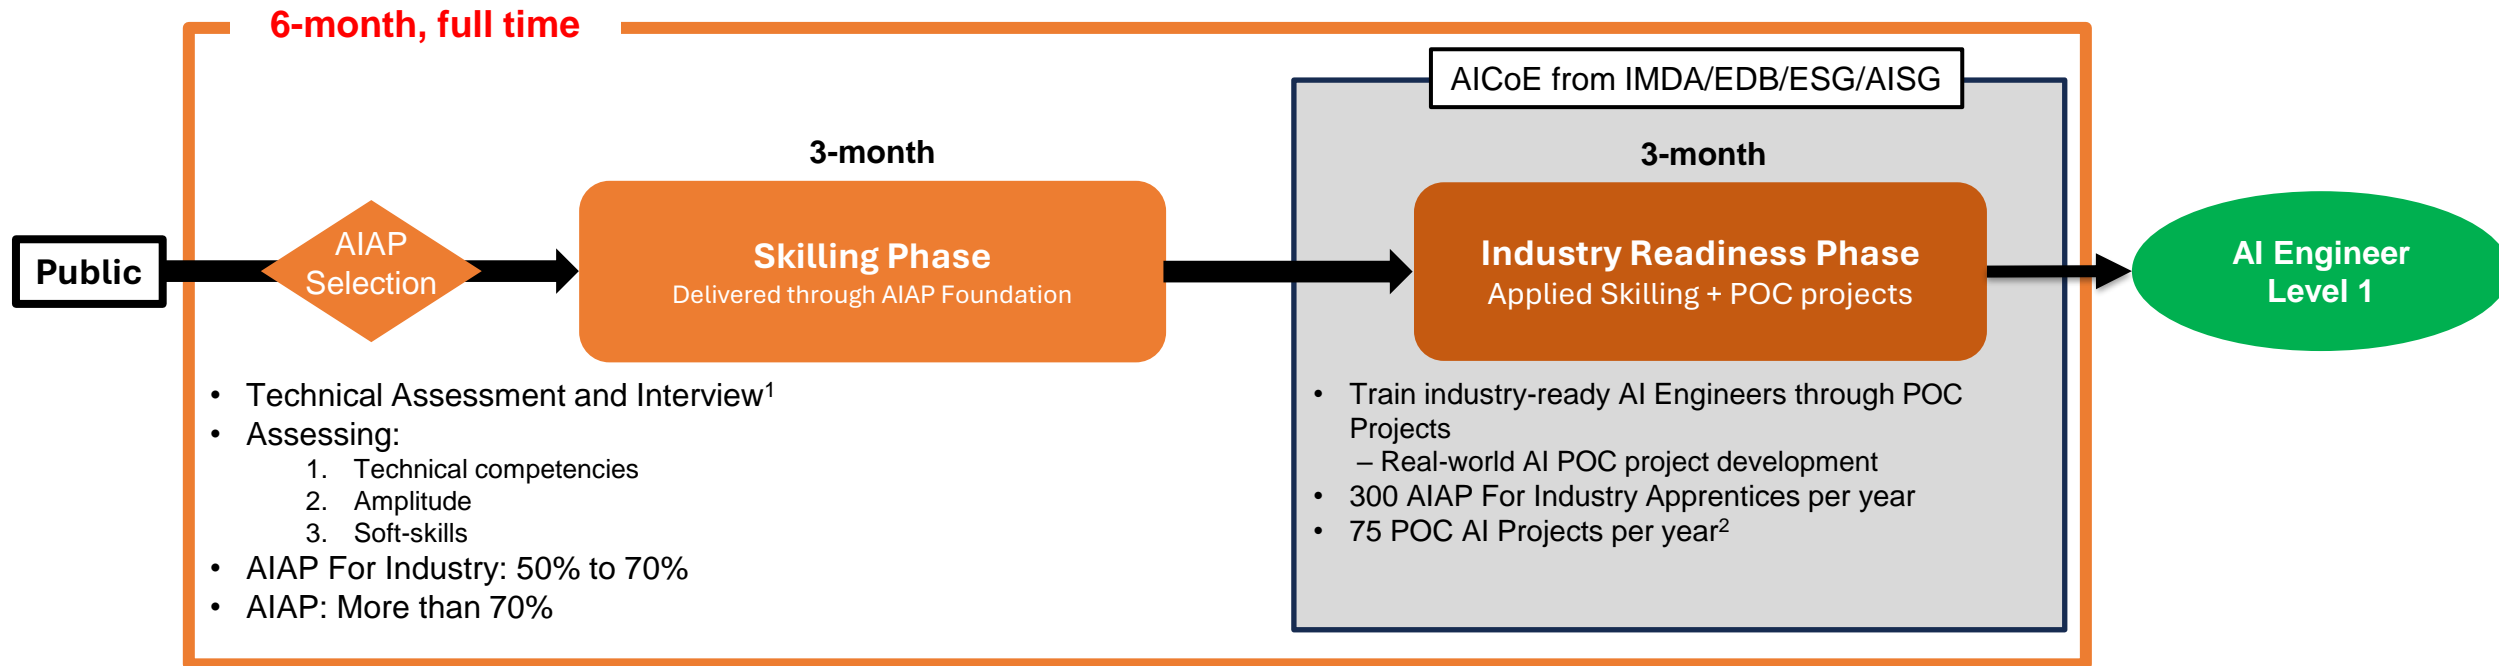 6-month, full time
AICoE from IMDA/EDB/ESG/AISG
3-month
3-month
Public
AIAP
Selection
Skilling Phase
Delivered through AIAP Foundation
Industry Readiness Phase
Applied Skilling + POC projects
AI Engineer
Level 1
• Technical Assessment and Interview¹
• Assessing:
1. Technical competencies
2. Amplitude
3. Soft-skills
• AIAP For Industry: 50% to 70%
• AIAP: More than 70%
• Train industry-ready AI Engineers through POC
Projects
– Real-world AI POC project development
• 300 AIAP For Industry Apprentices per year
• 75 POC AI Projects per year²